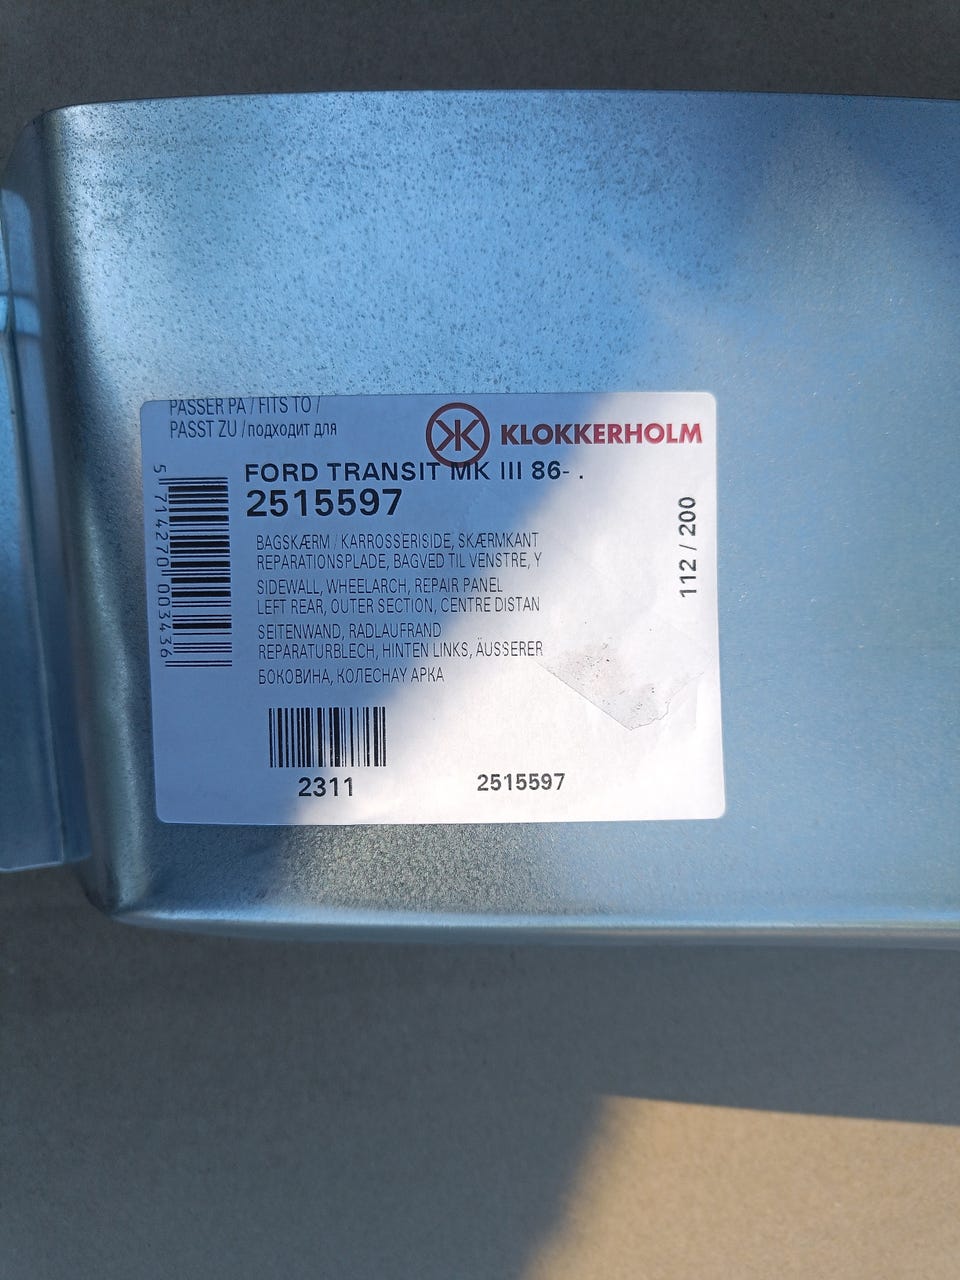 PASSER PA / FITS TO /
PASST ZU / подходит для
KLOKKERHOLM
FORD TRANSIT MK III 86- .
2515597
5 714270 003436
BAGSKÆRM / KARROSSERISIDE, SKÆRMKANT
REPARATIONSPLADE, BAGVED TIL VENSTRE, Y
SIDEWALL, WHEELARCH, REPAIR PANEL
LEFT REAR, OUTER SECTION, CENTRE DISTAN
SEITENWAND, RADLAUFRAND
REPARATURBLECH, HINTEN LINKS, ÄUSSERER
БОКОВИНА, КОЛЕСНАУ АРКА
112 / 200
2311
2515597